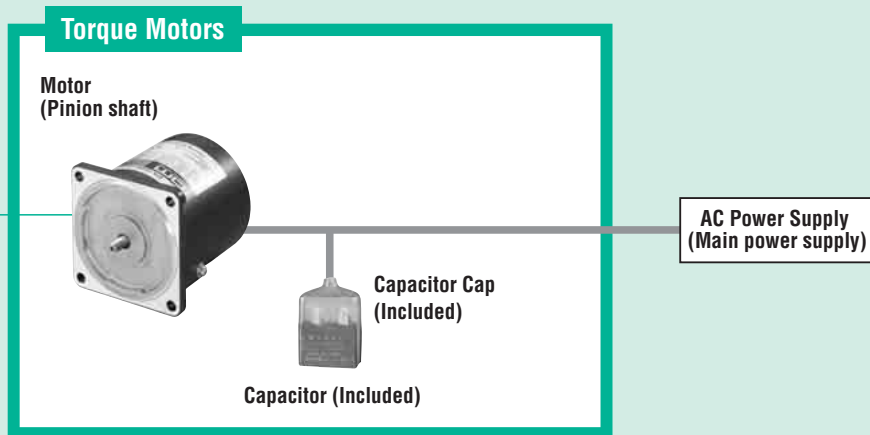 Torque Motors
Motor
(Pinion shaft)
AC Power Supply
(Main power supply)
Capacitor Cap
(Included)
Capacitor (Included)